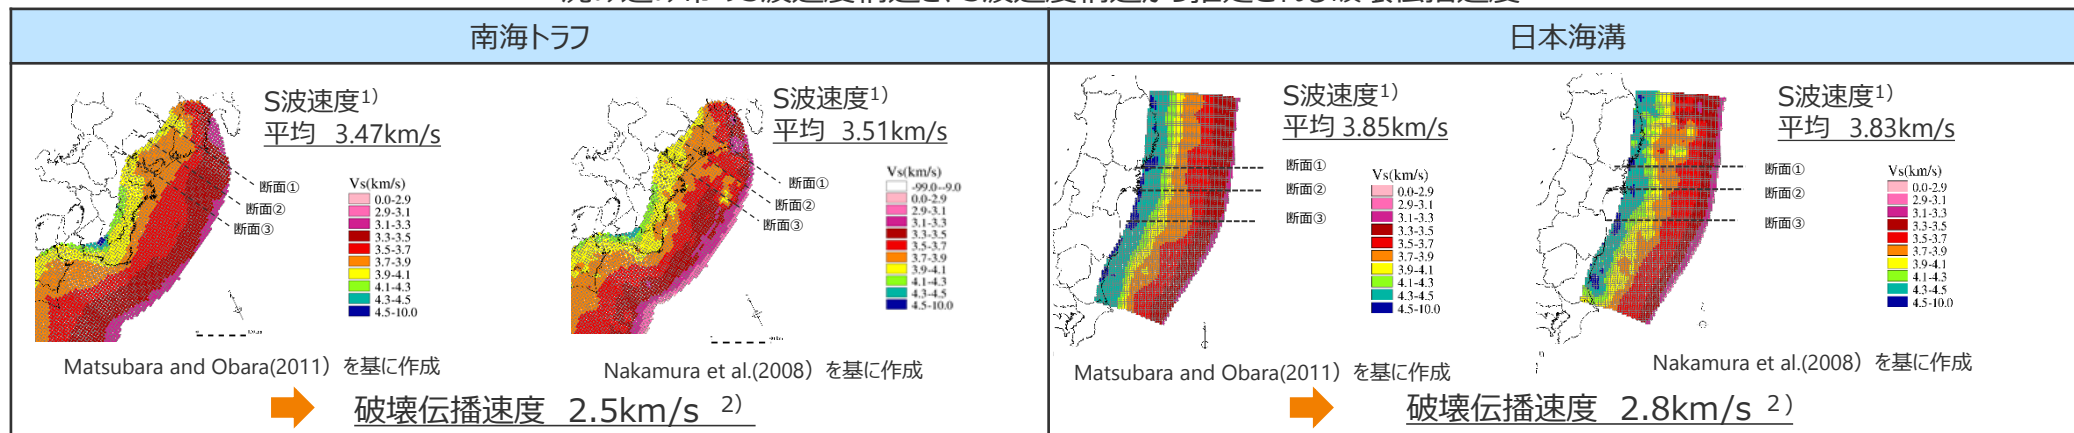 南海トラフ
日本海溝
S波速度1)
平均 3.47km/s
断面①
断面②
断面③
Vs(km/s)
0.0-2.9
2.9-3.1
3.1-3.3
3.3-3.5
3.5-3.7
3.7-3.9
3.9-4.1
4.1-4.3
4.3-4.5
4.5-10.0
Matsubara and Obara(2011）を基に作成
S波速度1)
平均 3.51km/s
断面①
断面②
断面③
Vs(km/s)
-99.0--9.0
0.0-2.9
2.9-3.1
3.1-3.3
3.3-3.5
3.5-3.7
3.7-3.9
3.9-4.1
4.1-4.3
4.3-4.5
4.5-10.0
Nakamura et al.(2008）を基に作成
破壊伝播速度 2.5km/s 2)
S波速度1)
平均 3.85km/s
断面①
断面②
断面③
Vs(km/s)
0.0-2.9
2.9-3.1
3.1-3.3
3.3-3.5
3.5-3.7
3.7-3.9
3.9-4.1
4.1-4.3
4.3-4.5
4.5-10.0
Matsubara and Obara(2011）を基に作成
S波速度1)
平均 3.83km/s
断面①
断面②
断面③
Vs(km/s)
0.0-2.9
2.9-3.1
3.1-3.3
3.3-3.5
3.5-3.7
3.7-3.9
3.9-4.1
4.1-4.3
4.3-4.5
4.5-10.0
Nakamura et al.(2008）を基に作成
破壊伝播速度 2.8km/s 2)